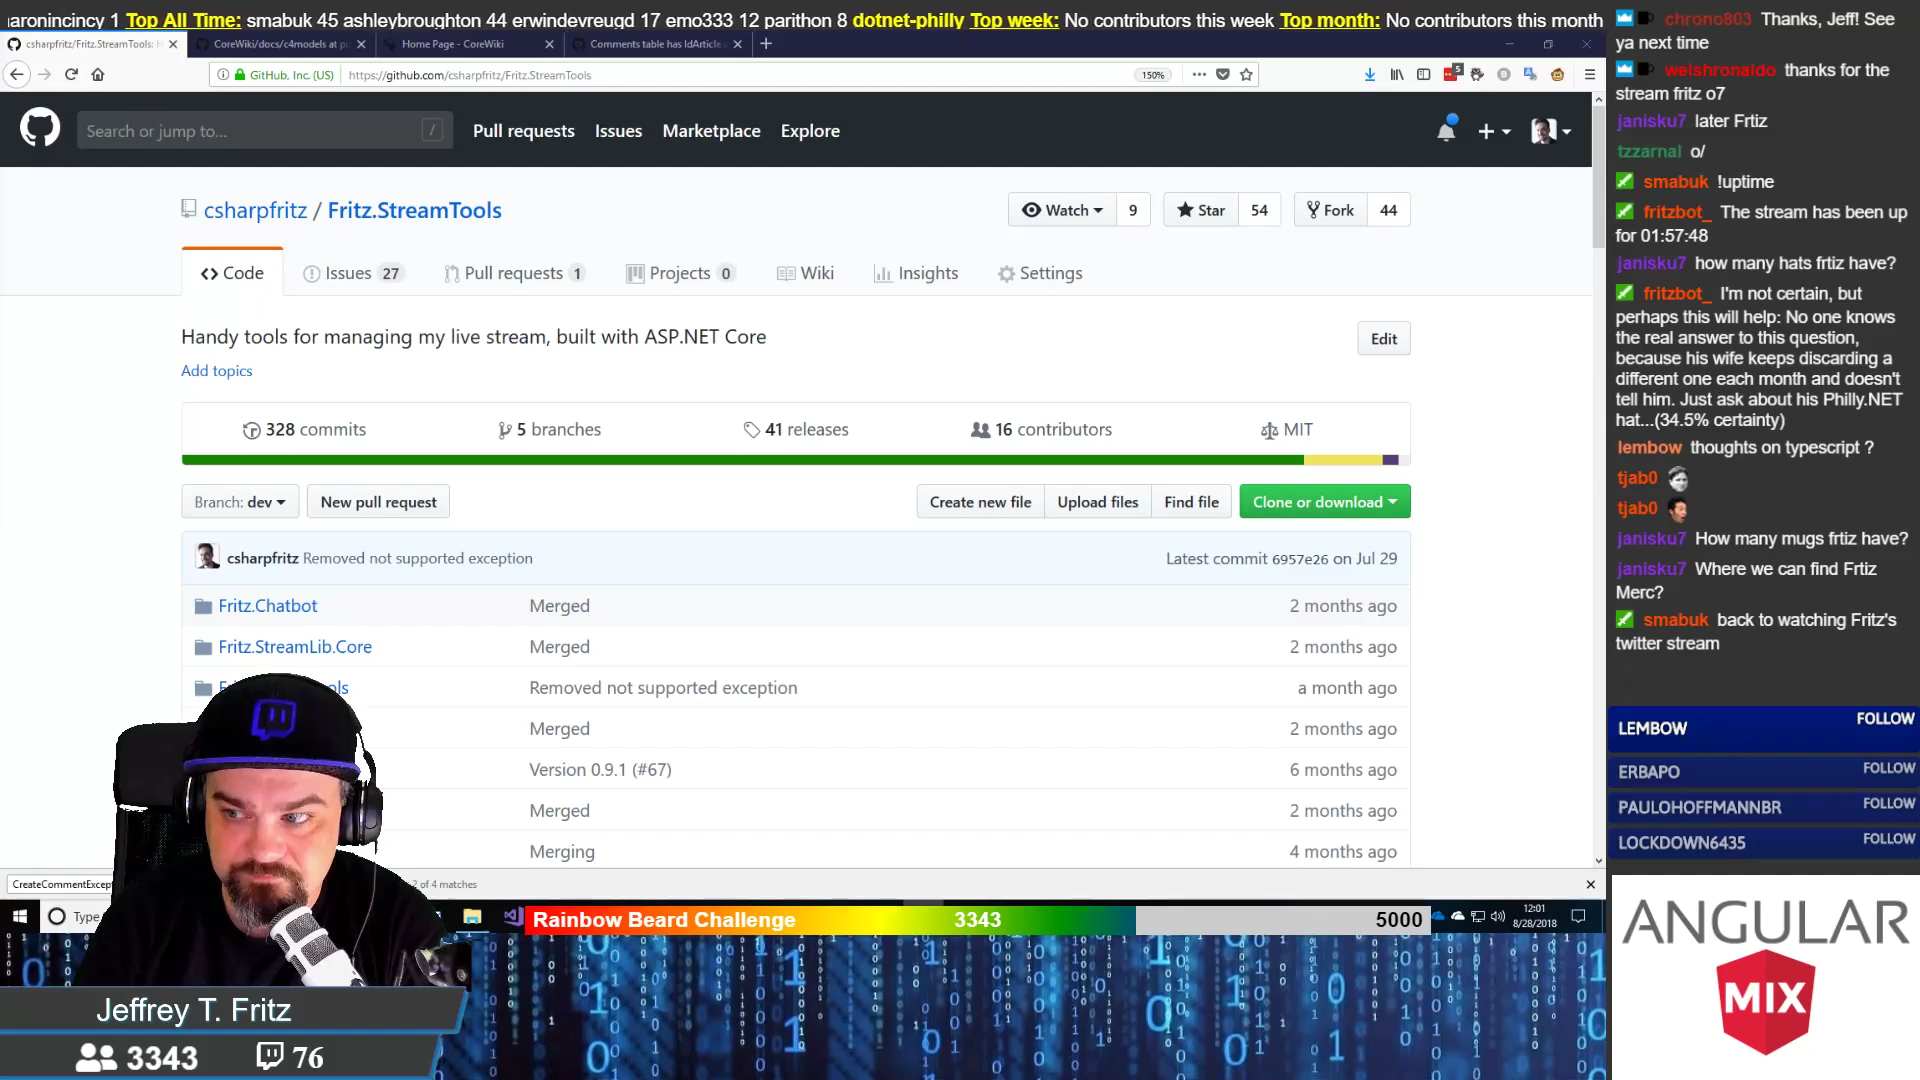 aronincincy 1 Top All Time: smabuk 45 ashleybroughton 44 erwindevreugd 17 emo333 12 parithon 8 dotnet-philly Top week: No contributors this week Top month: No contributors this month
csharpfritz/Fritz.StreamTools:
CoreWiki/docs/c4models at
Home Page - CoreWiki
Comments table has IdArticle
GitHub, Inc. (US)
https://github.com/csharpfritz/Fritz.StreamTools
150%
5
Search or jump to...
/
Pull requests
Issues
Marketplace
Explore
csharpfritz / Fritz.StreamTools
Watch 9
Star 54
Fork 44
Code
Issues 27
Pull requests 1
Projects 0
Wiki
Insights
Settings
Handy tools for managing my live stream, built with ASP.NET Core
Edit
Add topics
328 commits
5 branches
41 releases
16 contributors
MIT
Branch: dev
New pull request
Create new file
Upload files
Find file
Clone or download
csharpfritz Removed not supported exception
Latest commit 6957e26 on Jul 29
Fritz.Chatbot
Merged
2 months ago
Fritz.StreamLib.Core
Merged
2 months ago
Removed not supported exception
a month ago
Merged
2 months ago
Version 0.9.1 (#67)
6 months ago
Merged
2 months ago
Merging
4 months ago
2 of 4 matches
Type
Rainbow Beard Challenge
3343
5000
12:01
8/28/2018
Jeffrey T. Fritz
3343
76
chrono803 Thanks, Jeff! See
ya next time
welshronaldo thanks for the
stream fritz o7
janisku7 later Frtiz
tzzarnal o/
smabuk !uptime
fritzbot_ The stream has been up
for 01:57:48
janisku7 how many hats frtiz have?
fritzbot_ I'm not certain, but
perhaps this will help: No one knows
the real answer to this question,
because his wife keeps discarding a
different one each month and doesn't
tell him. Just ask about his Philly.NET
hat...(34.5% certainty)
lembow thoughts on typescript ?
tjab0
tjab0
janisku7 How many mugs frtiz have?
janisku7 Where we can find Frtiz
Merc?
smabuk back to watching Fritz's
twitter stream
LEMBOW FOLLOW
ERBAPO FOLLOW
PAULOHOFFMANNBR FOLLOW
LOCKDOWN6435 FOLLOW
ANGULAR
MIX